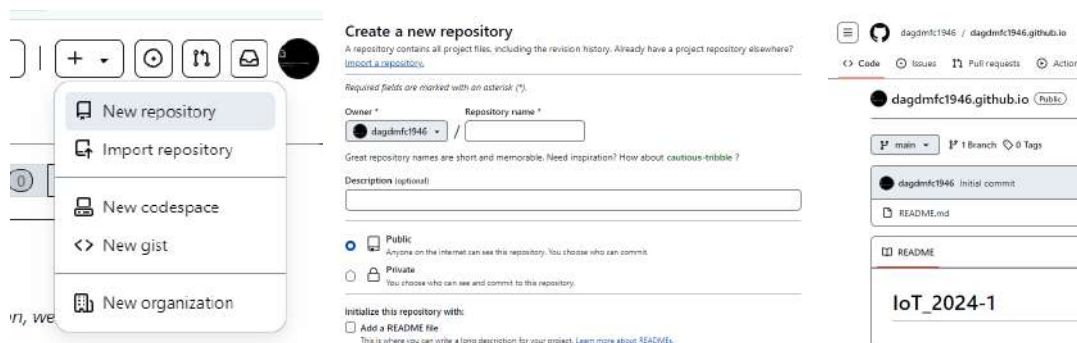 New repository
Import repository
0
New codespace
New gist
New organization
n, we
Create a new repository
A repository contains all project files, including the revision history. Already have a project repository elsewhere?
Import a repository.
Required fields are marked with an asterisk (*).
Owner * Repository name *
dagdmfc1946 /
Great repository names are short and memorable. Need inspiration? How about cautious-tribble ?
Description (optional)
Public
Anyone on the internet can see this repository. You choose who can commit.
Private
You choose who can see and commit to this repository.
Initialize this repository with:
Add a README file
This is where you can write a long description for your project. Learn more about READMEs.
dagdmfc1946 / dagdmfc1946.github.io
Code Issues Pull requests Action
dagdmfc1946.github.io Public
main 1 Branch 0 Tags
dagdmfc1946 Initial commit
README.md
README
IoT_2024-1